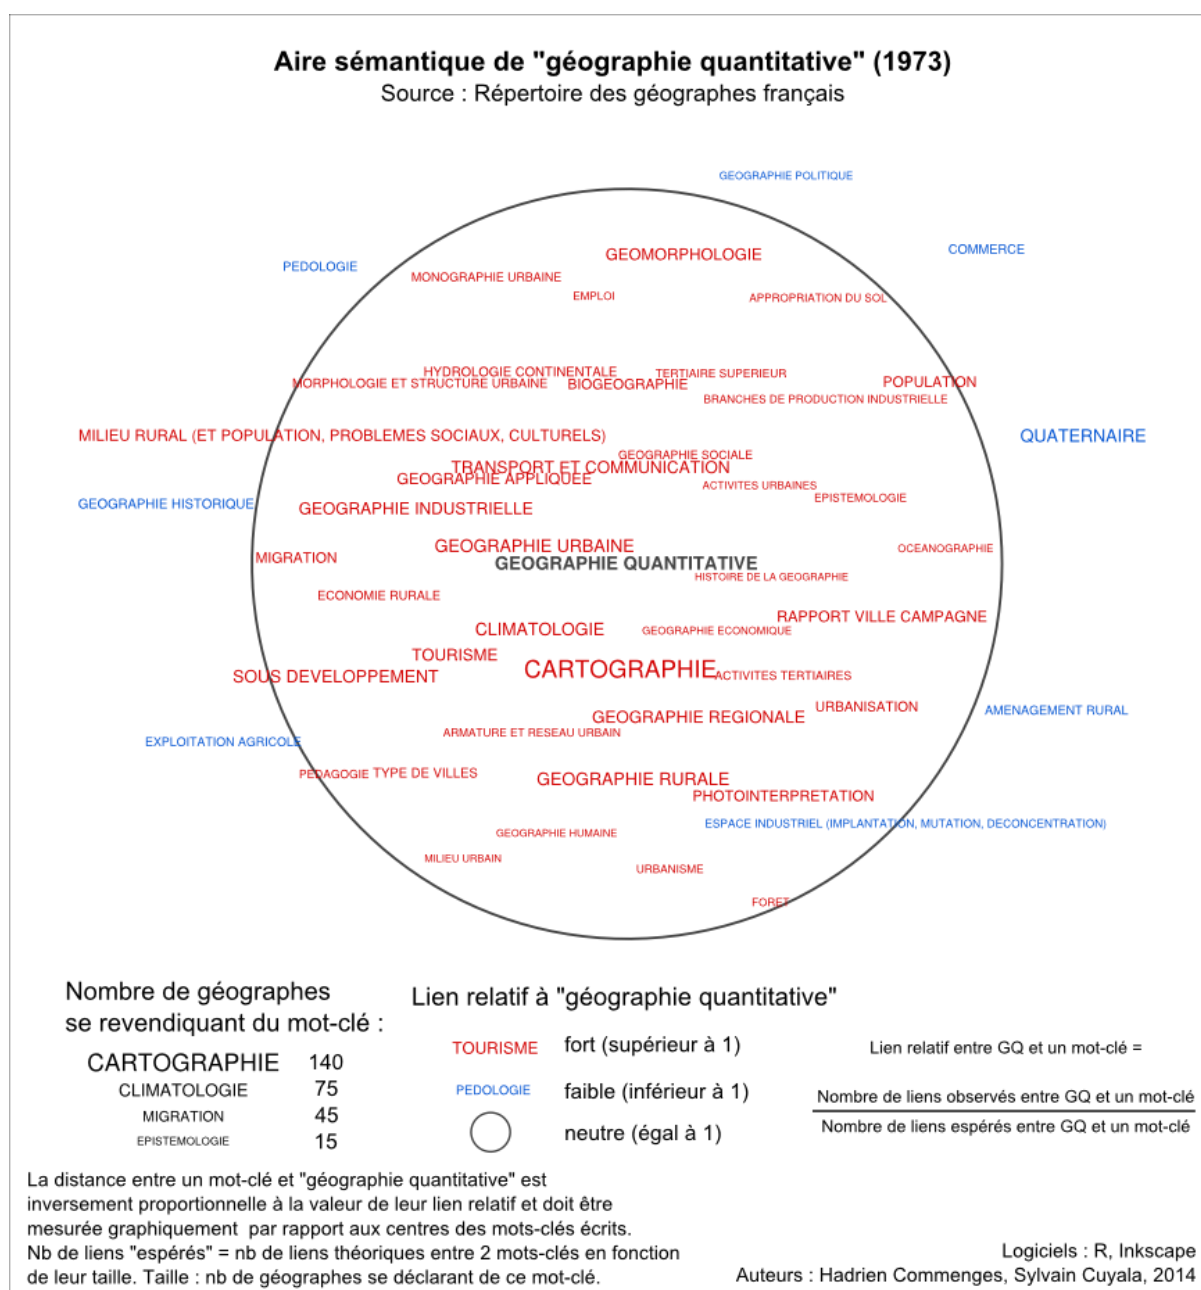 Aire sémantique de "géographie quantitative" (1973)
Source : Répertoire des géographes français
GEOGRAPHIE POLITIQUE
COMMERCE
GEOMORPHOLOGIE
PEDOLOGIE
MONOGRAPHIE URBAINE
EMPLOI
APPROPRIATION DU SOL
HYDROLOGIE CONTINENTALE
TERTIAIRE SUPERIEUR
MORPHOLOGIE ET STRUCTURE URBAINE
BIOGEOGRAPHIE
POPULATION
BRANCHES DE PRODUCTION INDUSTRIELLE
MILIEU RURAL (ET POPULATION, PROBLEMES SOCIAUX, CULTURELS)
QUATERNAIRE
GEOGRAPHIE SOCIALE
TRANSPORT ET COMMUNICATION
GEOGRAPHIE APPLIQUEE
ACTIVITES URBAINES
EPISTEMOLOGIE
GEOGRAPHIE HISTORIQUE
GEOGRAPHIE INDUSTRIELLE
GEOGRAPHIE URBAINE
OCEANOGRAPHIE
MIGRATION
GEOGRAPHIE QUANTITATIVE
HISTOIRE DE LA GEOGRAPHIE
ECONOMIE RURALE
RAPPORT VILLE CAMPAGNE
CLIMATOLOGIE
GEOGRAPHIE ECONOMIQUE
TOURISME
CARTOGRAPHIE
SOUS DEVELOPPEMENT
ACTIVITES TERTIAIRES
URBANISATION
AMENAGEMENT RURAL
GEOGRAPHIE REGIONALE
ARMATURE ET RESEAU URBAIN
EXPLOITATION AGRICOLE
PEDAGOGIE
TYPE DE VILLES
GEOGRAPHIE RURALE
PHOTOINTERPRETATION
ESPACE INDUSTRIEL (IMPLANTATION, MUTATION, DECONCENTRATION)
GEOGRAPHIE HUMAINE
MILIEU URBAIN
URBANISME
FORET
Nombre de géographes
se revendiquant du mot-clé :
CARTOGRAPHIE 140
CLIMATOLOGIE 75
MIGRATION 45
EPISTEMOLOGIE 15
Lien relatif à "géographie quantitative"
TOURISME fort (supérieur à 1)
PEDOLOGIE faible (inférieur à 1)
neutre (égal à 1)
Lien relatif entre GQ et un mot-clé =
Nombre de liens observés entre GQ et un mot-clé
Nombre de liens espérés entre GQ et un mot-clé
La distance entre un mot-clé et "géographie quantitative" est
inversement proportionnelle à la valeur de leur lien relatif et doit être
mesurée graphiquement par rapport aux centres des mots-clés écrits.
Nb de liens "espérés" = nb de liens théoriques entre 2 mots-clés en fonction
de leur taille. Taille : nb de géographes se déclarant de ce mot-clé.
Logiciels : R, Inkscape
Auteurs : Hadrien Commenges, Sylvain Cuyala, 2014